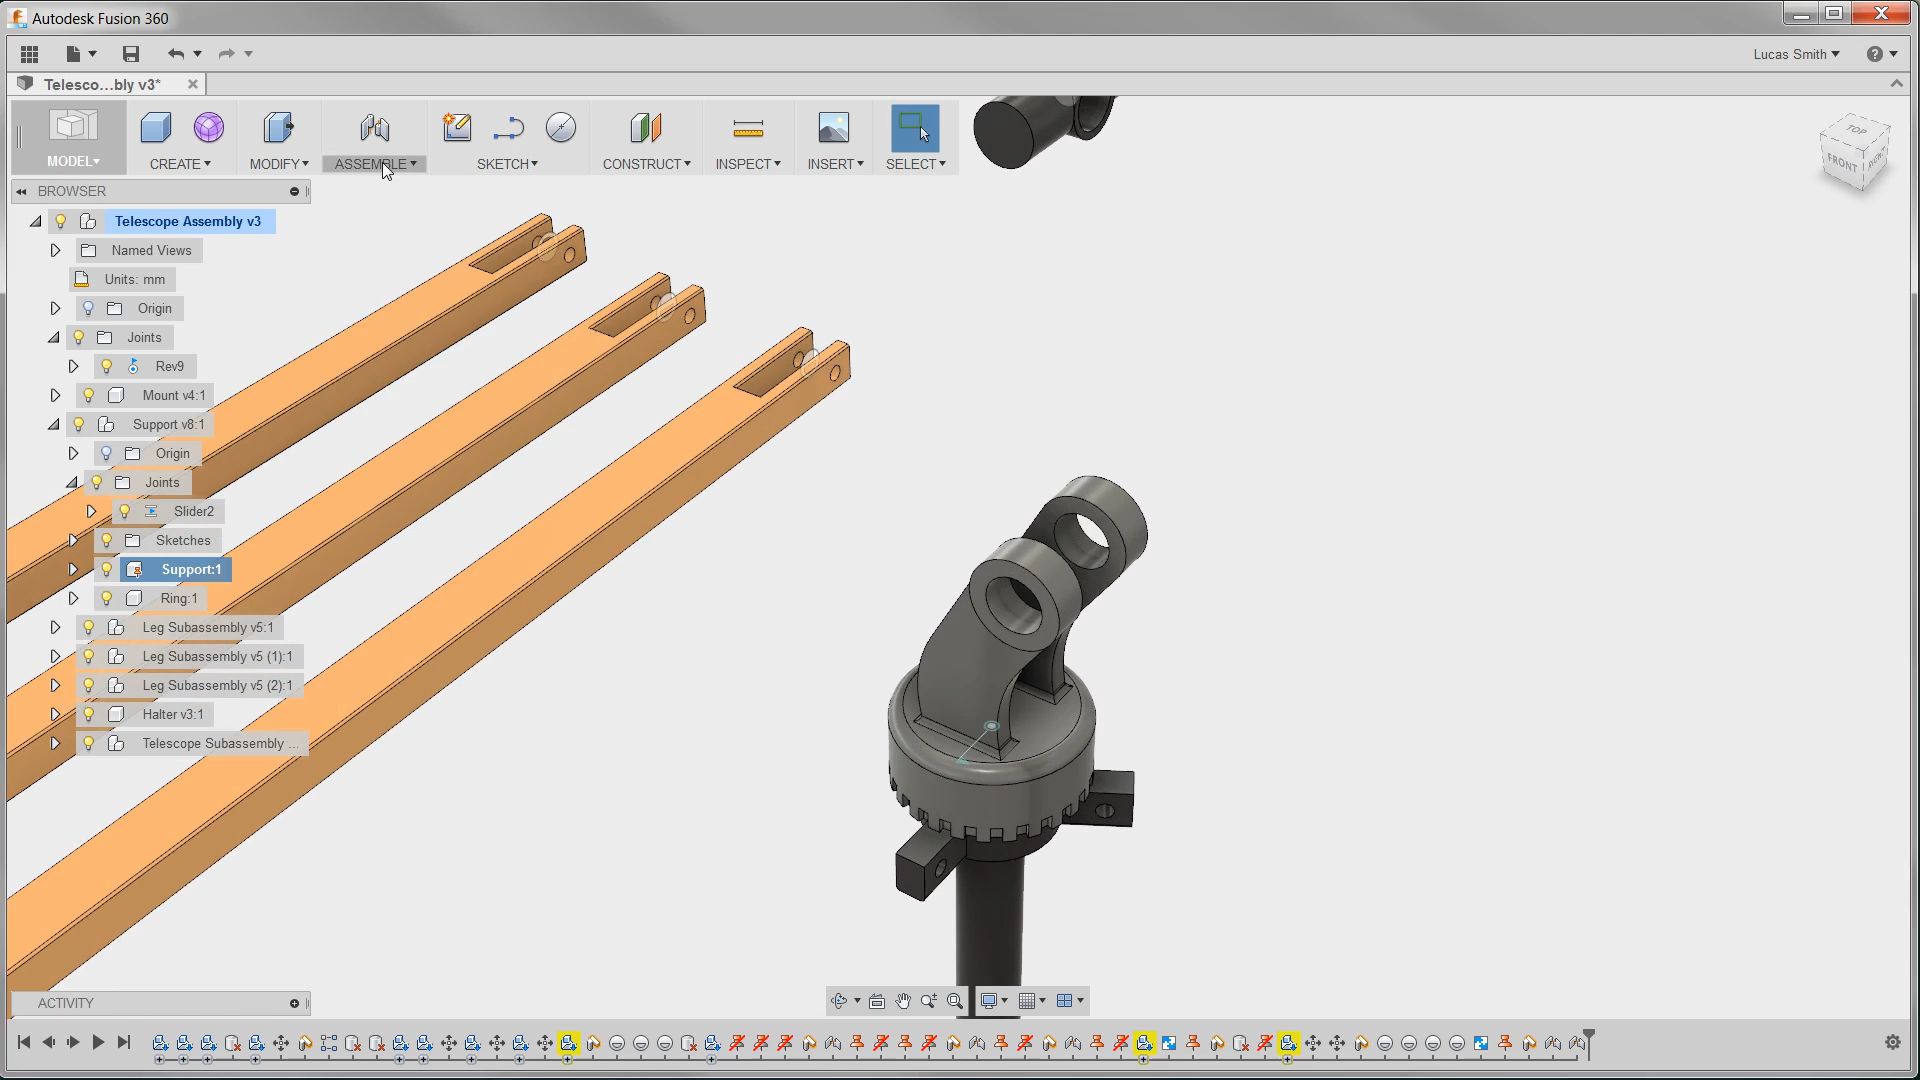 Autodesk Fusion 360
Lucas Smith
Telesco...bly v3*
MODEL
CREATE
MODIFY
ASSEMBLE
SKETCH
CONSTRUCT
INSPECT
INSERT
SELECT
TOP
FRONT
RIGHT
BROWSER
Telescope Assembly v3
Named Views
Units: mm
Origin
Joints
Rev9
Mount v4:1
Support v8:1
Origin
Joints
Slider2
Sketches
Support:1
Ring:1
Leg Subassembly v5:1
Leg Subassembly v5 (1):1
Leg Subassembly v5 (2):1
Halter v3:1
Telescope Subassembly ...
ACTIVITY